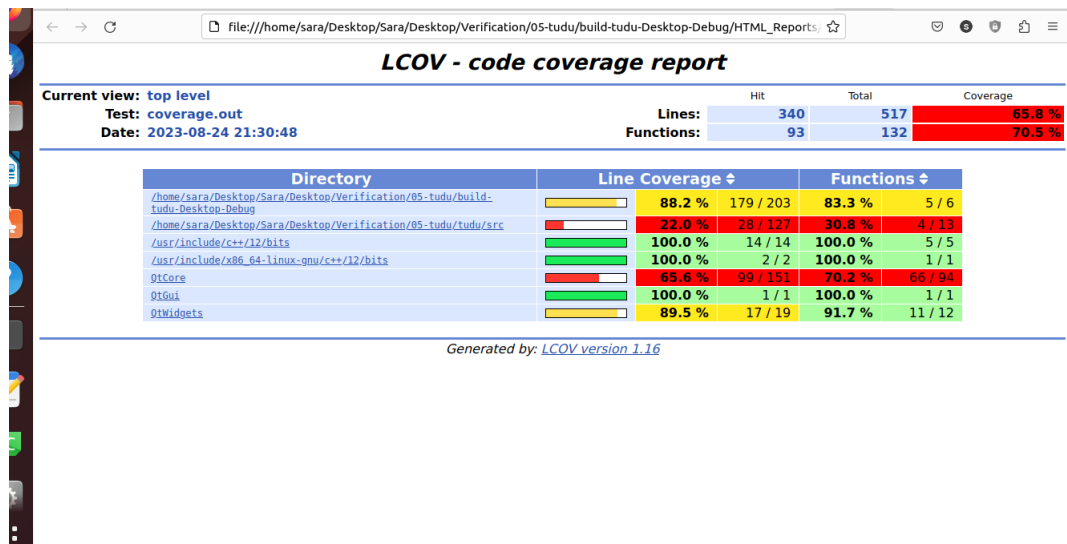 file:///home/sara/Desktop/Sara/Desktop/Verification/05-tudu/build-tudu-Desktop-Debug/HTML_Reports/
LCOV - code coverage report
Current view: top level Hit Total Coverage
Test: coverage.out Lines: 340 517 65.8 %
Date: 2023-08-24 21:30:48 Functions: 93 132 70.5 %
Directory Line Coverage Functions
/home/sara/Desktop/Sara/Desktop/Verification/05-tudu/build-
tudu-Desktop-Debug 88.2 % 179 / 203 83.3 % 5 / 6
/home/sara/Desktop/Sara/Desktop/Verification/05-tudu/tudu/src 22.0 % 28 / 127 30.8 % 4 / 13
/usr/include/c++/12/bits 100.0 % 14 / 14 100.0 % 5 / 5
/usr/include/x86_64-linux-gnu/c++/12/bits 100.0 % 2 / 2 100.0 % 1 / 1
QtCore 65.6 % 99 / 151 70.2 % 66 / 94
QtGui 100.0 % 1 / 1 100.0 % 1 / 1
QtWidgets 89.5 % 17 / 19 91.7 % 11 / 12
Generated by: LCOV version 1.16